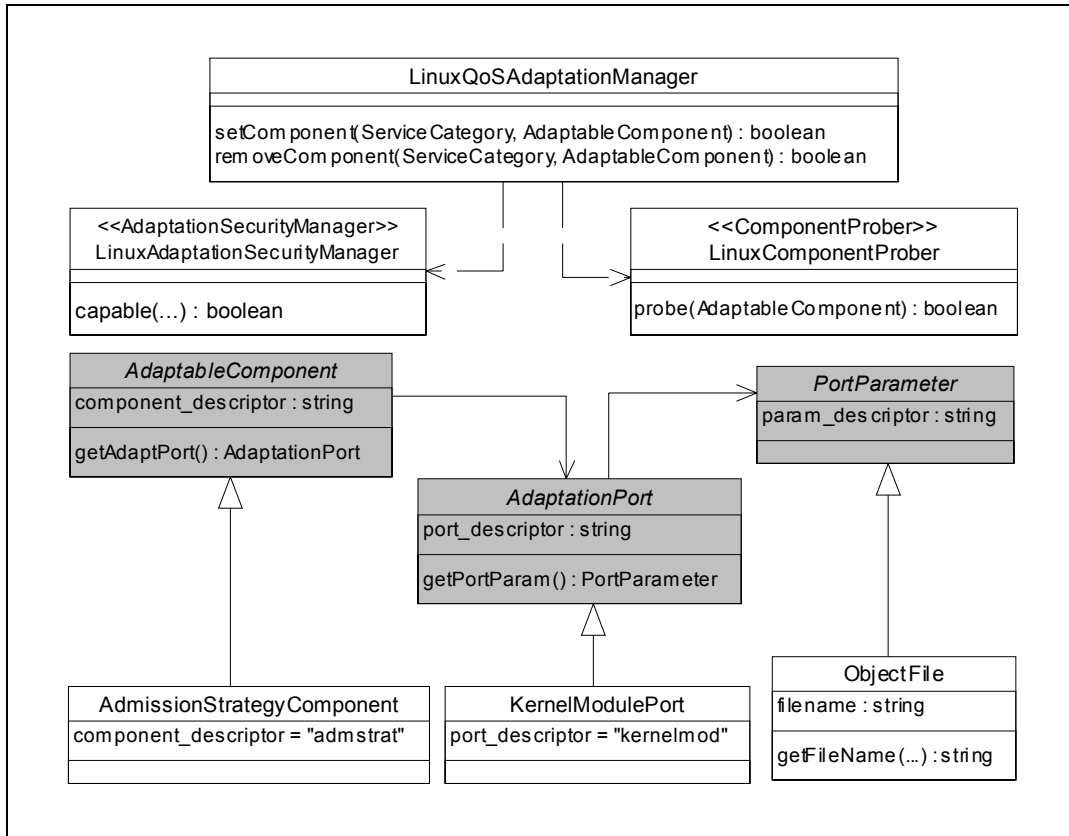 LinuxQoSAdaptationManager
setComponent(ServiceCategory, AdaptableComponent) : boolean
removeComponent(ServiceCategory, AdaptableComponent) : boolean
<<AdaptationSecurityManager>>
LinuxAdaptationSecurityManager
capable(...) : boolean
<<ComponentProber>>
LinuxComponentProber
probe(AdaptableComponent) : boolean
AdaptableComponent
component_descriptor : string
getAdaptPort() : AdaptationPort
PortParameter
param_descriptor : string
AdaptationPort
port_descriptor : string
getPortParam() : PortParameter
AdmissionStrategyComponent
component_descriptor = "admstrat"
KernelModulePort
port_descriptor = "kernelmod"
ObjectFile
filename : string
getFileName(...) : string